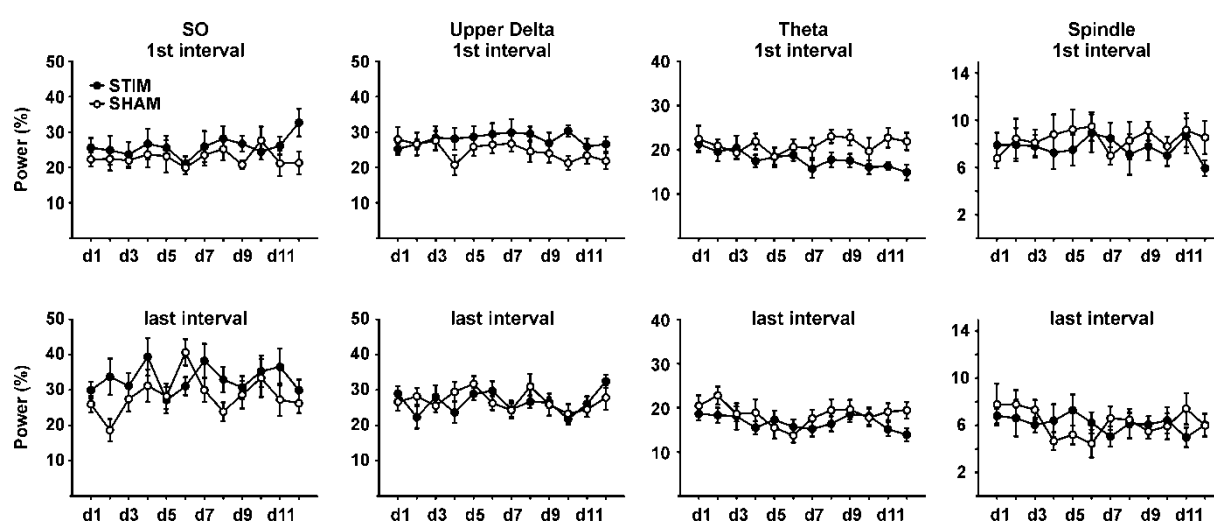 SO
1st interval
Upper Delta
1st interval
Theta
1st interval
Spindle
1st interval
Power (%)
50
40
30
20
10
STIM
SHAM
d1 d3 d5 d7 d9 d11
50
40
30
20
10
d1 d3 d5 d7 d9 d11
40
30
20
10
d1 d3 d5 d7 d9 d11
14
10
8
6
2
d1 d3 d5 d7 d9 d11
last interval
last interval
last interval
last interval
Power (%)
50
40
30
20
10
d1 d3 d5 d7 d9 d11
50
40
30
20
10
d1 d3 d5 d7 d9 d11
40
30
20
10
d1 d3 d5 d7 d9 d11
14
10
8
6
2
d1 d3 d5 d7 d9 d11